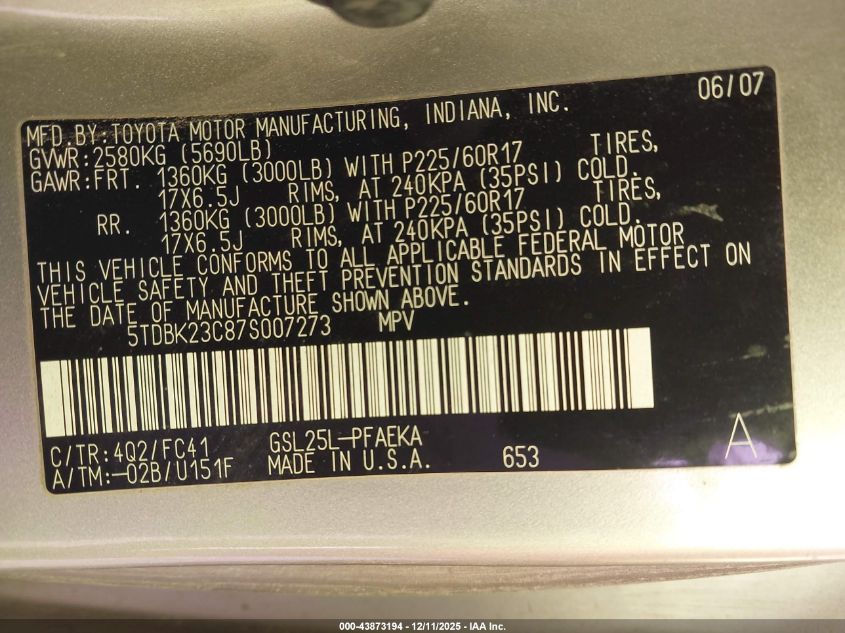 06/07
MFD.BY:TOYOTA MOTOR MANUFACTURING, INDIANA, INC.
GVWR:2580KG (5690LB)
GAWR:FRT. 1360KG (3000LB) WITH P225/60R17 TIRES,
17X6.5J RIMS, AT 240KPA (35PSI) COLD.
RR. 1360KG (3000LB) WITH P225/60R17 TIRES,
17X6.5J RIMS, AT 240KPA (35PSI) COLD.
THIS VEHICLE CONFORMS TO ALL APPLICABLE FEDERAL MOTOR
VEHICLE SAFETY AND THEFT PREVENTION STANDARDS IN EFFECT ON
THE DATE OF MANUFACTURE SHOWN ABOVE.
5TDBK23C87S007273 MPV
C/TR:4Q2/FC41 GSL25L-PFAEKA
A/TM:-02B/U151F MADE IN U.S.A. 653 A
000-43873194 - 12/11/2025 - IAA Inc.